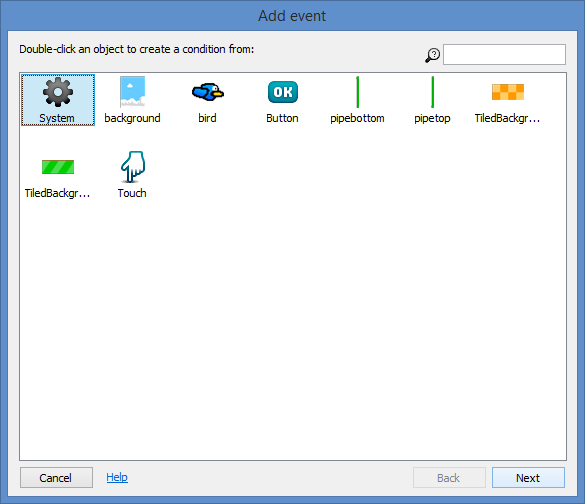 Add event
Double-click an object to create a condition from:
OK
System background bird Button pipebottom pipetop TiledBackgr...
TiledBackgr... Touch
Cancel Help Back Next